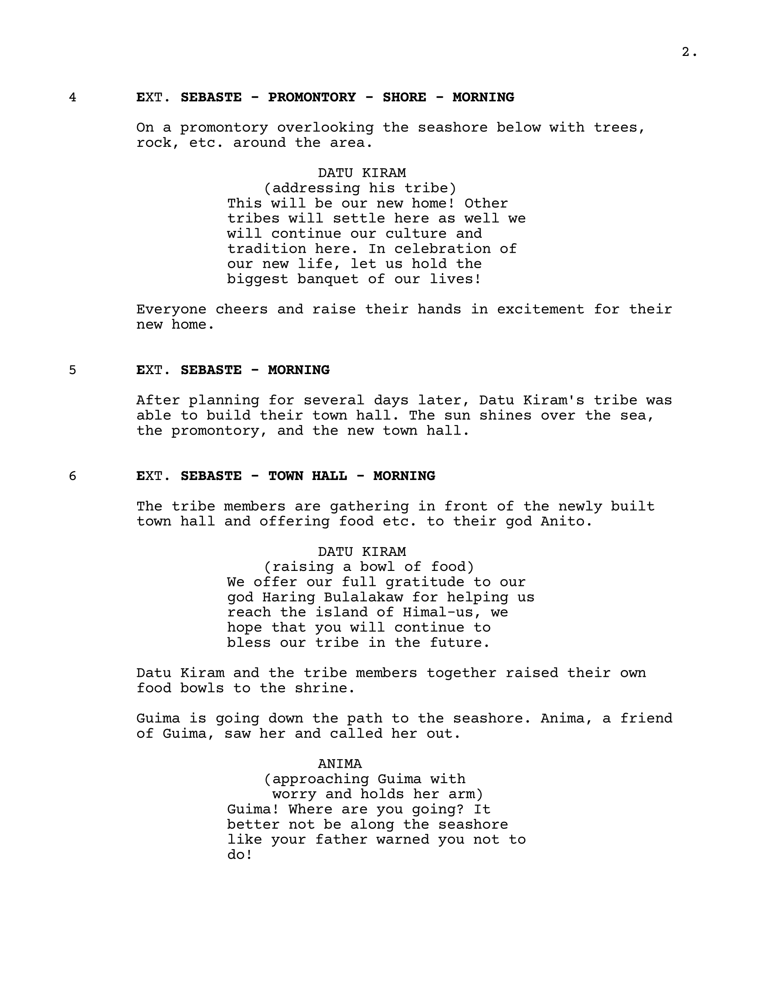 2.
4 EXT. SEBASTE - PROMONTORY - SHORE - MORNING
On a promontory overlooking the seashore below with trees,
rock, etc. around the area.
DATU KIRAM
(addressing his tribe)
This will be our new home! Other
tribes will settle here as well we
will continue our culture and
tradition here. In celebration of
our new life, let us hold the
biggest banquet of our lives!
Everyone cheers and raise their hands in excitement for their
new home.
5 EXT. SEBASTE - MORNING
After planning for several days later, Datu Kiram's tribe was
able to build their town hall. The sun shines over the sea,
the promontory, and the new town hall.
6 EXT. SEBASTE - TOWN HALL - MORNING
The tribe members are gathering in front of the newly built
town hall and offering food etc. to their god Anito.
DATU KIRAM
(raising a bowl of food)
We offer our full gratitude to our
god Haring Bulalakaw for helping us
reach the island of Himal-us, we
hope that you will continue to
bless our tribe in the future.
Datu Kiram and the tribe members together raised their own
food bowls to the shrine.
Guima is going down the path to the seashore. Anima, a friend
of Guima, saw her and called her out.
ANIMA
(approaching Guima with
worry and holds her arm)
Guima! Where are you going? It
better not be along the seashore
like your father warned you not to
do!